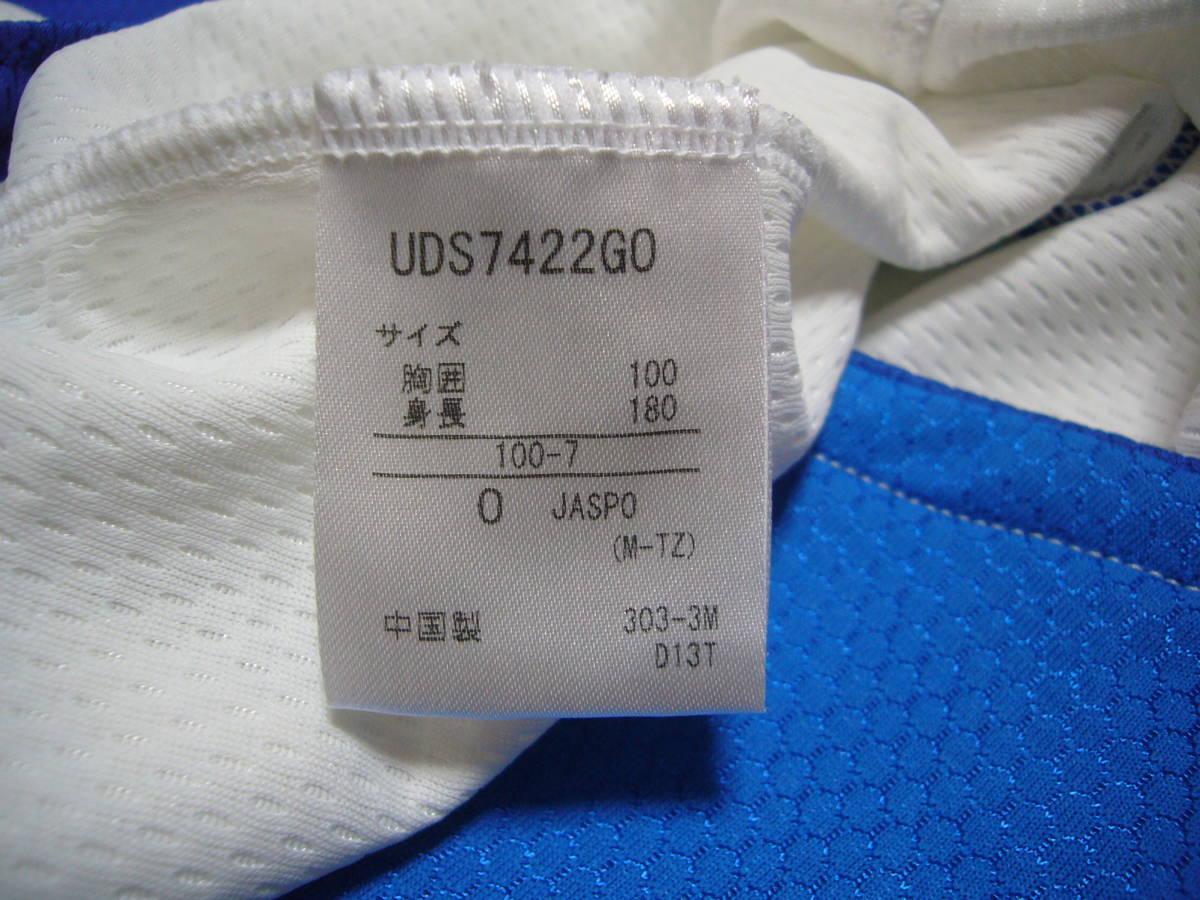 UDS7422GO
サイズ
胸囲 100
身長 180
100-7
O JASPO
(M-TZ)
中国製 303-3M
D13T